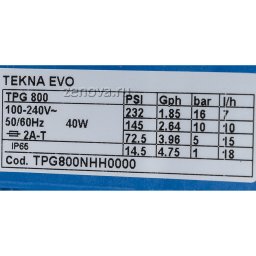 zenova.ru
TEKNA EVO
TPG 800 PSI Gph bar l/h
100-240V~ 232 1.85 16 7
50/60Hz 40W 145 2.64 10 10
2A-T 72.5 3.96 5 15
IP65 14.5 4.75 1 18
Cod. TPG800NHH0000